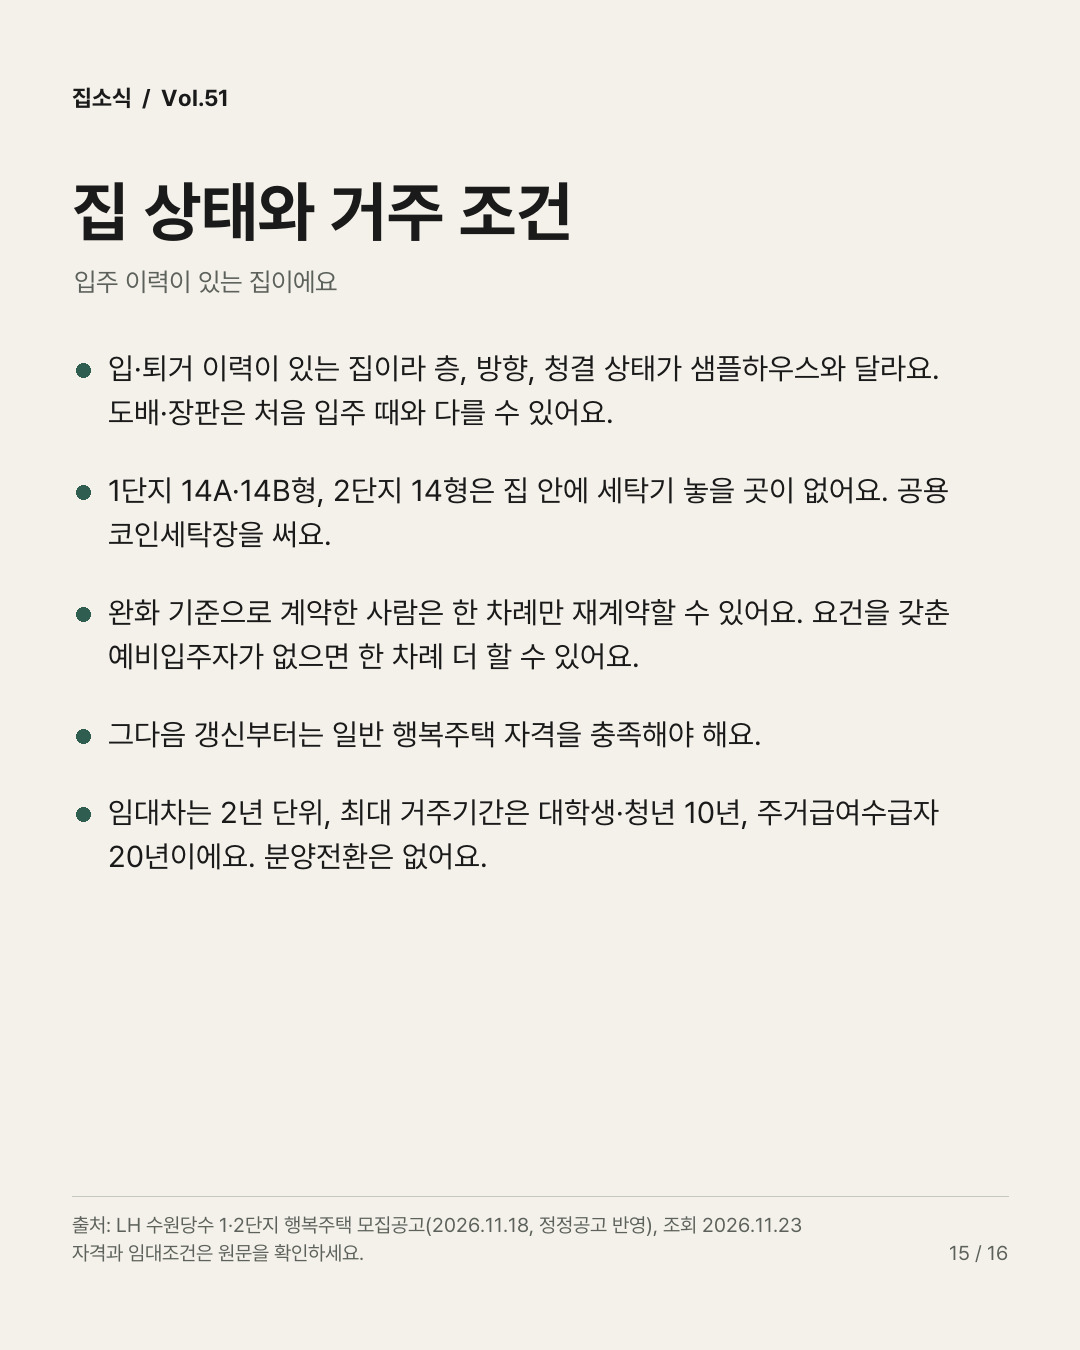 집소식 / Vol.51
집 상태와 거주 조건
입주 이력이 있는 집이에요
입·퇴거 이력이 있는 집이라 층, 방향, 청결 상태가 샘플하우스와 달라요.
도배·장판은 처음 입주 때와 다를 수 있어요.
1단지 14A·14B형, 2단지 14형은 집 안에 세탁기 놓을 곳이 없어요. 공용
코인세탁장을 써요.
완화 기준으로 계약한 사람은 한 차례만 재계약할 수 있어요. 요건을 갖춘
예비입주자가 없으면 한 차례 더 할 수 있어요.
그다음 갱신부터는 일반 행복주택 자격을 충족해야 해요.
임대차는 2년 단위, 최대 거주기간은 대학생·청년 10년, 주거급여수급자
20년이에요. 분양전환은 없어요.
출처: LH 수원당수 1·2단지 행복주택 모집공고(2026.11.18, 정정공고 반영), 조회 2026.11.23
자격과 임대조건은 원문을 확인하세요.
15 / 16